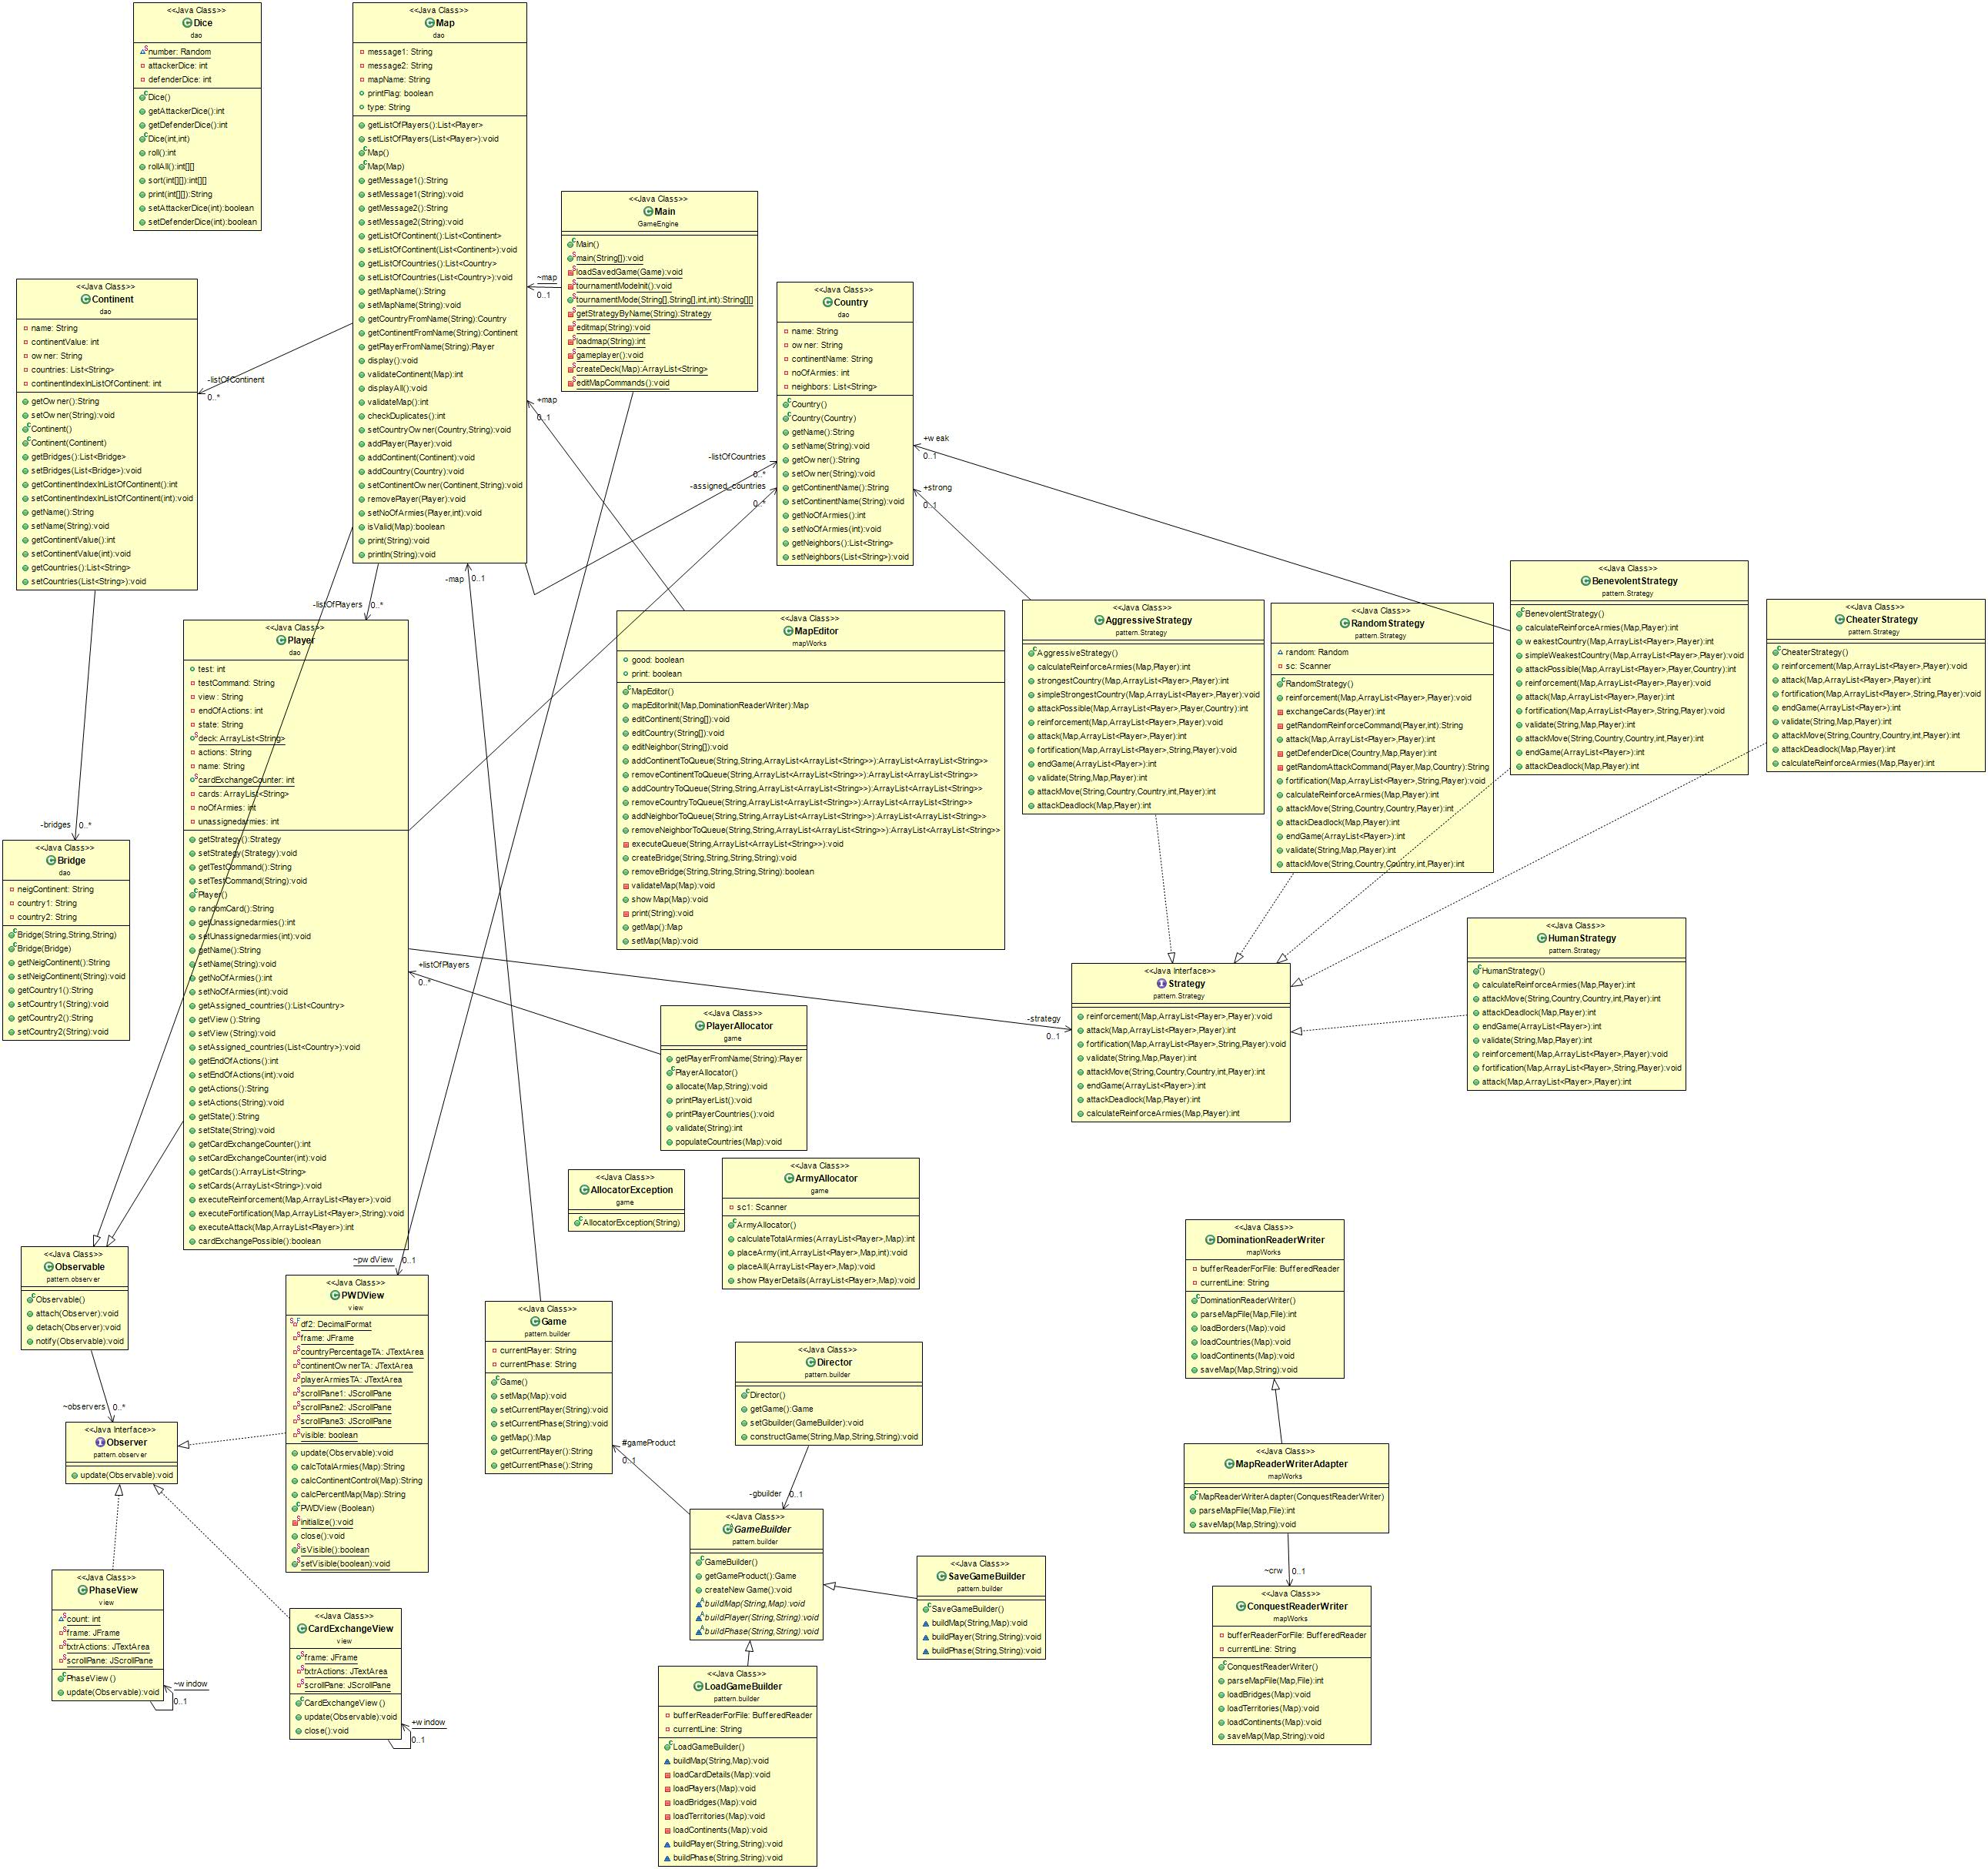 <<Java Class>>
Dice
dao
number: Random
attackerDice: int
defenderDice: int
Dice()
getAttackerDice():int
getDefenderDice():int
Dice(int,int)
roll():int
rollAll():int[][]
sort(int[][]):int[][]
print(int[][]):String
setAttackerDice(int):boolean
setDefenderDice(int):boolean
<<Java Class>>
Map
dao
message1: String
message2: String
mapName: String
printFlag: boolean
type: String
getListOfPlayers():List<Player>
setListOfPlayers(List<Player>):void
Map()
Map(Map)
getMessage1():String
setMessage1(String):void
getMessage2():String
setMessage2(String):void
getListOfContinent():List<Continent>
setListOfContinent(List<Continent>):void
getListOfCountries():List<Country>
setListOfCountries(List<Country>):void
getMapName():String
setMapName(String):void
getCountryFromName(String):Country
getContinentFromName(String):Continent
getPlayerFromName(String):Player
display():void
validateContinent(Map):int
displayAll():void
validateMap():int
checkDuplicates():int
setCountryOwner(Country,String):void
addPlayer(Player):void
addContinent(Continent):void
addCountry(Country):void
setContinentOwner(Continent,String):void
removePlayer(Player):void
setNoOfArmies(Player,int):void
isValid(Map):boolean
print(String):void
println(String):void
<<Java Class>>
Main
GameEngine
Main()
main(String[]):void
loadSavedGame(Game):void
tournamentModeInit():void
tournamentMode(String[],String[],int,int):String[][]
getStrategyByName(String):Strategy
editmap(String):void
loadmap(String):int
gameplayer():void
createDeck(Map):ArrayList<String>
editMapCommands():void
~map
0..1
<<Java Class>>
Continent
dao
name: String
continentValue: int
owner: String
countries: List<String>
continentIndexInListOfContinent: int
getOwner():String
setOwner(String):void
Continent()
Continent(Continent)
getBridges():List<Bridge>
setBridges(List<Bridge>):void
getContinentIndexInListOfContinent():int
setContinentIndexInListOfContinent(int):void
getName():String
setName(String):void
getContinentValue():int
setContinentValue(int):void
getCountries():List<String>
setCountries(List<String>):void
-listOfContinent
0..*
<<Java Class>>
Country
dao
name: String
owner: String
continentName: String
noOfArmies: int
neighbors: List<String>
Country()
Country(Country)
getName():String
setName(String):void
getOwner():String
setOwner(String):void
getContinentName():String
setContinentName(String):void
getNoOfArmies():int
setNoOfArmies(int):void
getNeighbors():List<String>
setNeighbors(List<String>):void
+map
0..1
-listOfCountries
0..*
-assigned_countries
0..*
+weak
0..1
+strong
0..1
-map
0..1
-listOfPlayers
0..*
<<Java Class>>
Player
dao
test: int
testCommand: String
view: String
endOfActions: int
state: String
deck: ArrayList<String>
actions: String
name: String
cardExchangeCounter: int
cards: ArrayList<String>
noOfArmies: int
unassignedarmies: int
getStrategy():Strategy
setStrategy(Strategy):void
getTestCommand():String
setTestCommand(String):void
Player()
randomCard():String
getUnassignedarmies():int
setUnassignedarmies(int):void
getName():String
setName(String):void
getNoOfArmies():int
setNoOfArmies(int):void
getAssigned_countries():List<Country>
getView():String
setView(String):void
setAssigned_countries(List<Country>):void
getEndOfActions():int
setEndOfActions(int):void
getActions():String
setActions(String):void
getState():String
setState(String):void
getCardExchangeCounter():int
setCardExchangeCounter(int):void
getCards():ArrayList<String>
setCards(ArrayList<String>):void
executeReinforcement(Map,ArrayList<Player>):void
executeFortification(Map,ArrayList<Player>,String):void
executeAttack(Map,ArrayList<Player>):int
cardExchangePossible():boolean
<<Java Class>>
MapEditor
mapWorks
good: boolean
print: boolean
MapEditor()
mapEditorInit(Map,DominationReaderWriter):Map
editContinent(String[]):void
editCountry(String[]):void
editNeighbor(String[]):void
addContinentToQueue(String,String,ArrayList<ArrayList<String>>):ArrayList<ArrayList<String>>
removeContinentToQueue(String,ArrayList<ArrayList<String>>):ArrayList<ArrayList<String>>
addCountryToQueue(String,String,ArrayList<ArrayList<String>>):ArrayList<ArrayList<String>>
removeCountryToQueue(String,ArrayList<ArrayList<String>>):ArrayList<ArrayList<String>>
addNeighborToQueue(String,String,ArrayList<ArrayList<String>>):ArrayList<ArrayList<String>>
removeNeighborToQueue(String,String,ArrayList<ArrayList<String>>):ArrayList<ArrayList<String>>
executeQueue(String,ArrayList<ArrayList<String>>):void
createBridge(String,String,String,String):void
removeBridge(String,String,String,String):boolean
validateMap(Map):void
showMap(Map):void
print(String):void
getMap():Map
setMap(Map):void
<<Java Class>>
AggressiveStrategy
pattern.Strategy
AggressiveStrategy()
calculateReinforceArmies(Map,Player):int
strongestCountry(Map,ArrayList<Player>,Player):int
simpleStrongestCountry(Map,ArrayList<Player>,Player):void
attackPossible(Map,ArrayList<Player>,Player,Country):int
reinforcement(Map,ArrayList<Player>,Player):void
attack(Map,ArrayList<Player>,Player):int
fortification(Map,ArrayList<Player>,String,Player):void
endGame(ArrayList<Player>):int
validate(String,Map,Player):int
attackMove(String,Country,Country,int,Player):int
attackDeadlock(Map,Player):int
<<Java Class>>
RandomStrategy
pattern.Strategy
random: Random
sc: Scanner
RandomStrategy()
reinforcement(Map,ArrayList<Player>,Player):void
exchangeCards(Player):int
getRandomReinforceCommand(Player,int):String
attack(Map,ArrayList<Player>,Player):int
getDefenderDice(Country,Map,Player):int
getRandomAttackCommand(Player,Map,Country):String
fortification(Map,ArrayList<Player>,String,Player):void
calculateReinforceArmies(Map,Player):int
attackMove(String,Country,Country,Player):int
attackDeadlock(Map,Player):int
endGame(ArrayList<Player>):int
validate(String,Map,Player):int
attackMove(String,Country,Country,int,Player):int
<<Java Class>>
BenevolentStrategy
pattern.Strategy
BenevolentStrategy()
calculateReinforceArmies(Map,Player):int
weakestCountry(Map,ArrayList<Player>,Player):int
simpleWeakestCountry(Map,ArrayList<Player>,Player):void
attackPossible(Map,ArrayList<Player>,Player,Country):int
reinforcement(Map,ArrayList<Player>,Player):void
attack(Map,ArrayList<Player>,Player):int
fortification(Map,ArrayList<Player>,String,Player):void
validate(String,Map,Player):int
attackMove(String,Country,Country,int,Player):int
endGame(ArrayList<Player>):int
attackDeadlock(Map,Player):int
<<Java Class>>
CheaterStrategy
pattern.Strategy
CheaterStrategy()
reinforcement(Map,ArrayList<Player>,Player):void
attack(Map,ArrayList<Player>,Player):int
fortification(Map,ArrayList<Player>,String,Player):void
endGame(ArrayList<Player>):int
validate(String,Map,Player):int
attackMove(String,Country,Country,int,Player):int
attackDeadlock(Map,Player):int
calculateReinforceArmies(Map,Player):int
-bridges
0..*
<<Java Class>>
Bridge
dao
neigContinent: String
country1: String
country2: String
Bridge(String,String,String)
Bridge(Bridge)
getNeigContinent():String
setNeigContinent(String):void
getCountry1():String
setCountry1(String):void
getCountry2():String
setCountry2(String):void
<<Java Class>>
HumanStrategy
pattern.Strategy
HumanStrategy()
calculateReinforceArmies(Map,Player):int
attackMove(String,Country,Country,int,Player):int
attackDeadlock(Map,Player):int
endGame(ArrayList<Player>):int
validate(String,Map,Player):int
reinforcement(Map,ArrayList<Player>,Player):void
fortification(Map,ArrayList<Player>,String,Player):void
attack(Map,ArrayList<Player>,Player):int
<<Java Interface>>
Strategy
pattern.Strategy
reinforcement(Map,ArrayList<Player>,Player):void
attack(Map,ArrayList<Player>,Player):int
fortification(Map,ArrayList<Player>,String,Player):void
validate(String,Map,Player):int
attackMove(String,Country,Country,int,Player):int
endGame(ArrayList<Player>):int
attackDeadlock(Map,Player):int
calculateReinforceArmies(Map,Player):int
-strategy
0..1
+listOfPlayers
0..*
<<Java Class>>
PlayerAllocator
game
getPlayerFromName(String):Player
PlayerAllocator()
allocate(Map,String):void
printPlayerList():void
printPlayerCountries():void
validate(String):int
populateCountries(Map):void
<<Java Class>>
AllocatorException
game
AllocatorException(String)
<<Java Class>>
ArmyAllocator
game
sc1: Scanner
ArmyAllocator()
calculateTotalArmies(ArrayList<Player>,Map):int
placeArmy(int,ArrayList<Player>,Map,int):void
placeAll(ArrayList<Player>,Map):void
showPlayerDetails(ArrayList<Player>,Map):void
<<Java Class>>
Observable
pattern.observer
Observable()
attach(Observer):void
detach(Observer):void
notify(Observable):void
~pwdView
0..1
<<Java Class>>
PWDView
view
df2: DecimalFormat
frame: JFrame
countryPercentageTA: JTextArea
continentOwnerTA: JTextArea
playerArmiesTA: JTextArea
scrollPane1: JScrollPane
scrollPane2: JScrollPane
scrollPane3: JScrollPane
visible: boolean
update(Observable):void
calcTotalArmies(Map):String
calcContinentControl(Map):String
calcPercentMap(Map):String
PWDView(Boolean)
initialize():void
close():void
isVisible():boolean
setVisible(boolean):void
<<Java Class>>
Game
pattern.builder
currentPlayer: String
currentPhase: String
Game()
setMap(Map):void
setCurrentPlayer(String):void
setCurrentPhase(String):void
getMap():Map
getCurrentPlayer():String
getCurrentPhase():String
<<Java Class>>
Director
pattern.builder
Director()
getGame():Game
setGbuilder(GameBuilder):void
constructGame(String,Map,String,String):void
#gameProduct
0..1
-gbuilder
0..1
<<Java Class>>
DominationReaderWriter
mapWorks
bufferReaderForFile: BufferedReader
currentLine: String
DominationReaderWriter()
parseMapFile(Map,File):int
loadBorders(Map):void
loadCountries(Map):void
loadContinents(Map):void
saveMap(Map,String):void
~observers
0..*
<<Java Interface>>
Observer
pattern.observer
update(Observable):void
<<Java Class>>
MapReaderWriterAdapter
mapWorks
MapReaderWriterAdapter(ConquestReaderWriter)
parseMapFile(Map,File):int
saveMap(Map,String):void
~crw
0..1
<<Java Class>>
GameBuilder
pattern.builder
GameBuilder()
getGameProduct():Game
createNewGame():void
buildMap(String,Map):void
buildPlayer(String,String):void
buildPhase(String,String):void
<<Java Class>>
SaveGameBuilder
pattern.builder
SaveGameBuilder()
buildMap(String,Map):void
buildPlayer(String,String):void
buildPhase(String,String):void
<<Java Class>>
PhaseView
view
count: int
frame: JFrame
txtrActions: JTextArea
scrollPane: JScrollPane
PhaseView()
update(Observable):void
~window
0..1
<<Java Class>>
CardExchangeView
view
frame: JFrame
txtrActions: JTextArea
scrollPane: JScrollPane
CardExchangeView()
update(Observable):void
close():void
+window
0..1
<<Java Class>>
ConquestReaderWriter
mapWorks
bufferReaderForFile: BufferedReader
currentLine: String
ConquestReaderWriter()
parseMapFile(Map,File):int
loadBridges(Map):void
loadTerritories(Map):void
loadContinents(Map):void
saveMap(Map,String):void
<<Java Class>>
LoadGameBuilder
pattern.builder
bufferReaderForFile: BufferedReader
currentLine: String
LoadGameBuilder()
buildMap(String,Map):void
loadCardDetails(Map):void
loadPlayers(Map):void
loadBridges(Map):void
loadTerritories(Map):void
loadContinents(Map):void
buildPlayer(String,String):void
buildPhase(String,String):void